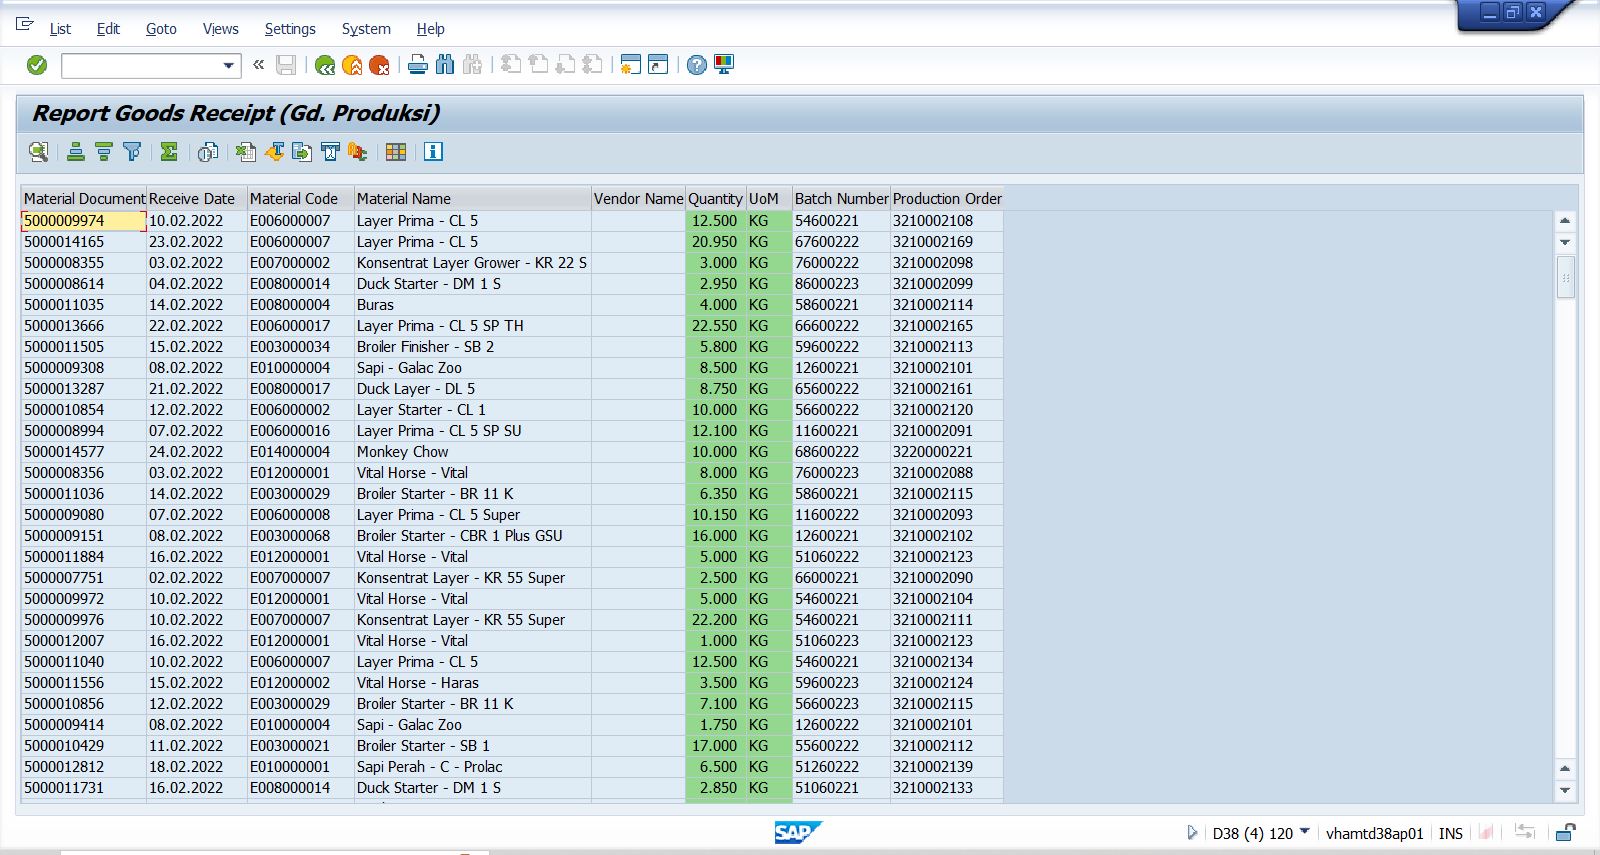 List Edit Goto Views Settings System Help
Report Goods Receipt (Gd. Produksi)
Material Document Receive Date Material Code Material Name Vendor Name Quantity UoM Batch Number Production Order
5000009974 10.02.2022 E006000007 Layer Prima - CL 5 12.500 KG 54600221 3210002108
5000014165 23.02.2022 E006000007 Layer Prima - CL 5 20.950 KG 67600222 3210002169
5000008355 03.02.2022 E007000002 Konsentrat Layer Grower - KR 22 S 3.000 KG 76000222 3210002098
5000008614 04.02.2022 E008000014 Duck Starter - DM 1 S 2.950 KG 86000223 3210002099
5000011035 14.02.2022 E008000004 Buras 4.000 KG 58600221 3210002114
5000013666 22.02.2022 E006000017 Layer Prima - CL 5 SP TH 22.550 KG 66600222 3210002165
5000011505 15.02.2022 E003000034 Broiler Finisher - SB 2 5.800 KG 59600222 3210002113
5000009308 08.02.2022 E010000004 Sapi - Galac Zoo 8.500 KG 12600221 3210002101
5000013287 21.02.2022 E008000017 Duck Layer - DL 5 8.750 KG 65600222 3210002161
5000010854 12.02.2022 E006000002 Layer Starter - CL 1 10.000 KG 56600222 3210002120
5000008994 07.02.2022 E006000016 Layer Prima - CL 5 SP SU 12.100 KG 11600221 3210002091
5000014577 24.02.2022 E014000004 Monkey Chow 10.000 KG 68600222 3220000221
5000008356 03.02.2022 E012000001 Vital Horse - Vital 8.000 KG 76000223 3210002088
5000011036 14.02.2022 E003000029 Broiler Starter - BR 11 K 6.350 KG 58600221 3210002115
5000009080 07.02.2022 E006000008 Layer Prima - CL 5 Super 10.150 KG 11600222 3210002093
5000009151 08.02.2022 E003000068 Broiler Starter - CBR 1 Plus GSU 16.000 KG 12600221 3210002102
5000011884 16.02.2022 E012000001 Vital Horse - Vital 5.000 KG 51060222 3210002123
5000007751 02.02.2022 E007000007 Konsentrat Layer - KR 55 Super 2.500 KG 66000221 3210002090
5000009972 10.02.2022 E012000001 Vital Horse - Vital 5.000 KG 54600221 3210002104
5000009976 10.02.2022 E007000007 Konsentrat Layer - KR 55 Super 22.200 KG 54600221 3210002111
5000012007 16.02.2022 E012000001 Vital Horse - Vital 1.000 KG 51060223 3210002123
5000011040 10.02.2022 E006000007 Layer Prima - CL 5 12.500 KG 54600221 3210002134
5000011556 15.02.2022 E012000002 Vital Horse - Haras 3.500 KG 59600223 3210002124
5000010856 12.02.2022 E003000029 Broiler Starter - BR 11 K 7.100 KG 56600223 3210002115
5000009414 08.02.2022 E010000004 Sapi - Galac Zoo 1.750 KG 12600222 3210002101
5000010429 11.02.2022 E003000021 Broiler Starter - SB 1 17.000 KG 55600222 3210002112
5000012812 18.02.2022 E010000001 Sapi Perah - C - Prolac 6.500 KG 51260222 3210002139
5000011731 16.02.2022 E008000014 Duck Starter - DM 1 S 2.850 KG 51060221 3210002133
SAP D38 (4) 120 vhamtd38ap01 INS